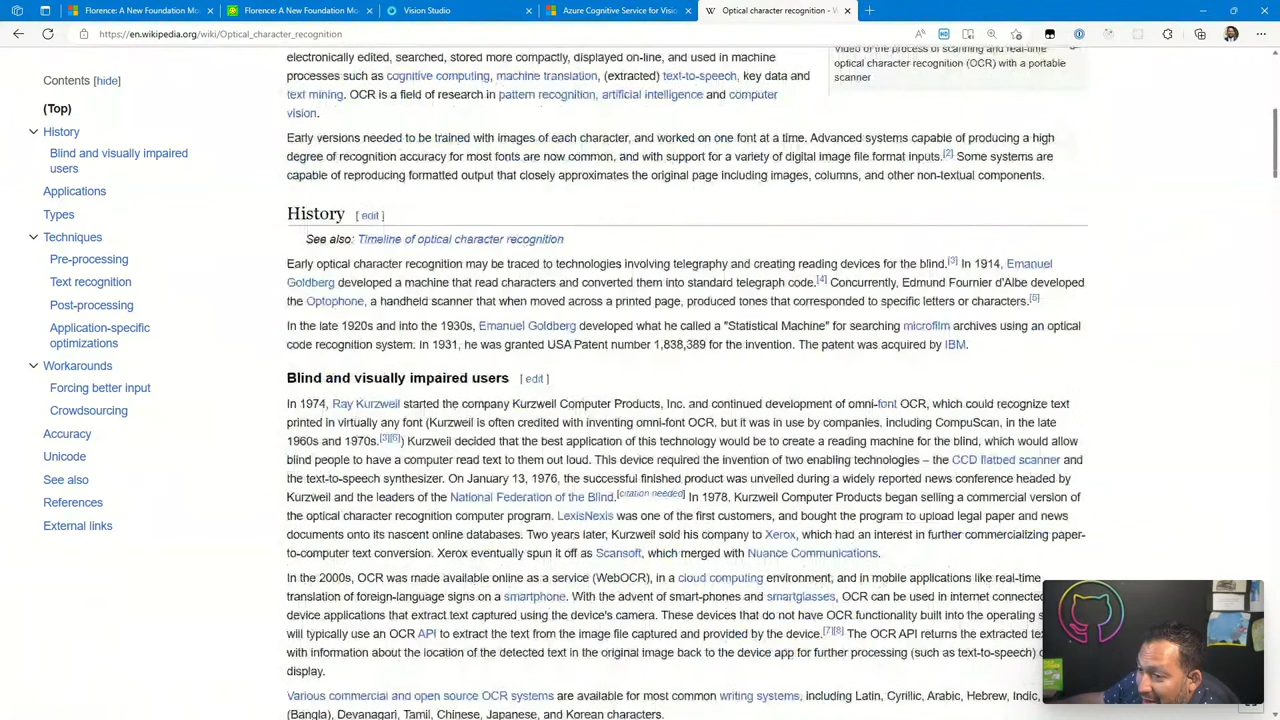 Florence: A New Foundation Mo
Florence: A New Foundation Mo
Vision Studio
Azure Cognitive Service for Visi
Optical character recognition - W
https://en.wikipedia.org/wiki/Optical_character_recognition
Contents [hide]
(Top)
History
Blind and visually impaired
users
Applications
Types
Techniques
Pre-processing
Text recognition
Post-processing
Application-specific
optimizations
Workarounds
Forcing better input
Crowdsourcing
Accuracy
Unicode
See also
References
External links
electronically edited, searched, stored more compactly, displayed on-line, and used in machine
processes such as cognitive computing, machine translation, (extracted) text-to-speech, key data and
text mining. OCR is a field of research in pattern recognition, artificial intelligence and computer
vision.
Video of the process of scanning and real-time
optical character recognition (OCR) with a portable
scanner
Early versions needed to be trained with images of each character, and worked on one font at a time. Advanced systems capable of producing a high
degree of recognition accuracy for most fonts are now common, and with support for a variety of digital image file format inputs.[2] Some systems are
capable of reproducing formatted output that closely approximates the original page including images, columns, and other non-textual components.
History [ edit ]
See also: Timeline of optical character recognition
Early optical character recognition may be traced to technologies involving telegraphy and creating reading devices for the blind.[3] In 1914, Emanuel
Goldberg developed a machine that read characters and converted them into standard telegraph code.[4] Concurrently, Edmund Fournier d'Albe developed
the Optophone, a handheld scanner that when moved across a printed page, produced tones that corresponded to specific letters or characters.[5]
In the late 1920s and into the 1930s, Emanuel Goldberg developed what he called a "Statistical Machine" for searching microfilm archives using an optical
code recognition system. In 1931, he was granted USA Patent number 1,838,389 for the invention. The patent was acquired by IBM.
Blind and visually impaired users [ edit ]
In 1974, Ray Kurzweil started the company Kurzweil Computer Products, Inc. and continued development of omni-font OCR, which could recognize text
printed in virtually any font (Kurzweil is often credited with inventing omni-font OCR, but it was in use by companies, including CompuScan, in the late
1960s and 1970s.[3][6]) Kurzweil decided that the best application of this technology would be to create a reading machine for the blind, which would allow
blind people to have a computer read text to them out loud. This device required the invention of two enabling technologies – the CCD flatbed scanner and
the text-to-speech synthesizer. On January 13, 1976, the successful finished product was unveiled during a widely reported news conference headed by
Kurzweil and the leaders of the National Federation of the Blind.[citation needed] In 1978, Kurzweil Computer Products began selling a commercial version of
the optical character recognition computer program. LexisNexis was one of the first customers, and bought the program to upload legal paper and news
documents onto its nascent online databases. Two years later, Kurzweil sold his company to Xerox, which had an interest in further commercializing paper-
to-computer text conversion. Xerox eventually spun it off as Scansoft, which merged with Nuance Communications.
In the 2000s, OCR was made available online as a service (WebOCR), in a cloud computing environment, and in mobile applications like real-time
translation of foreign-language signs on a smartphone. With the advent of smart-phones and smartglasses, OCR can be used in internet connected
device applications that extract text captured using the device's camera. These devices that do not have OCR functionality built into the operating s
will typically use an OCR API to extract the text from the image file captured and provided by the device.[7][8] The OCR API returns the extracted te
with information about the location of the detected text in the original image back to the device app for further processing (such as text-to-speech) o
display.
Various commercial and open source OCR systems are available for most common writing systems, including Latin, Cyrillic, Arabic, Hebrew, Indic,
(Bangla), Devanagari, Tamil, Chinese, Japanese, and Korean characters.